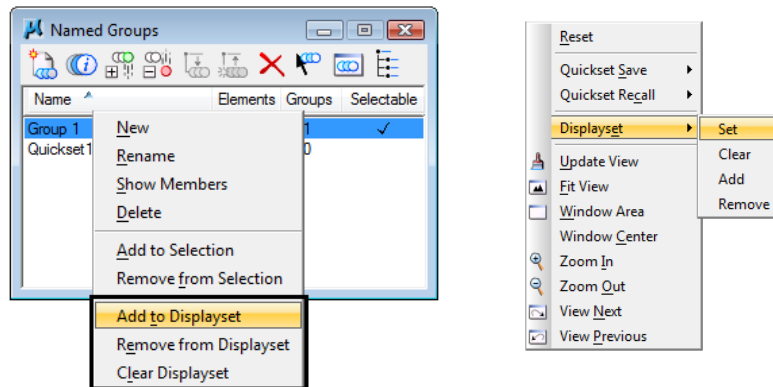 Named Groups
Name Elements Groups Selectable
Group 1 1
Quickset1 0
New
Rename
Show Members
Delete
Add to Selection
Remove from Selection
Add to Displayset
Remove from Displayset
Clear Displayset
Reset
Quickset Save
Quickset Recall
Displayset
Update View
Fit View
Window Area
Window Center
Zoom In
Zoom Out
View Next
View Previous
Set
Clear
Add
Remove